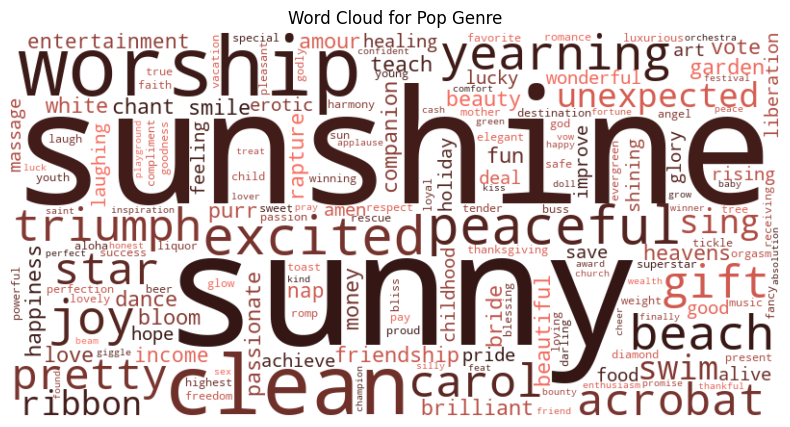 Word Cloud for Pop Genre
entertainment
worship
special
vacation
pleasant
confident
godly
amour
healing
teach
young
yearning
favorite
romance
luxurious
orchestra
art
vote
festival
garden
liberation
true
faith
lucky
wonderful
comfort
white
chant
smile
erotic
harmony
companion
cash
beauty
mother
destination
unexpected
fortune
massage
sunshine
laugh
laughing
playground
compliment
goodness
feeling
sun
applause
rapture
green
elegant
god
vow
happy
angel
peace
improve
evergreen
shining
glory
luck
youth
treat
child
lover
winning
loyal
holiday
fun
deal
kiss
safe
doll
grow
rising
baby
saint
inspiration
purr
sweet
passion
amen
pray
respect
rescue
tender
buss
winner
tree
sing
receiving
triumph
excited
peaceful
aloha
honest
liquor
perfect
success
thanksgiving
save
heavens
tickle
orgasm
absolution
powerful
star
perfection
beer
sunny
glow
toast
kind
nap
romp
money
bliss
pay
proud
childhood
award
church
blessing
bride
superstar
wealth
weight
gift
good
music
fancy
happiness
joy
lovely
dance
bloom
hope
passionate
beautiful
loving
darling
cheer
finally
beach
beam
love
giggle
income
achieve
friendship
pride
food
diamond
swim
present
alive
pretty
found
sex
clean
highest
freedom
champion
silly
feat
carol
enthusiasm
promise
thankful
bounty
ribbon
brilliant
friend
acrobat